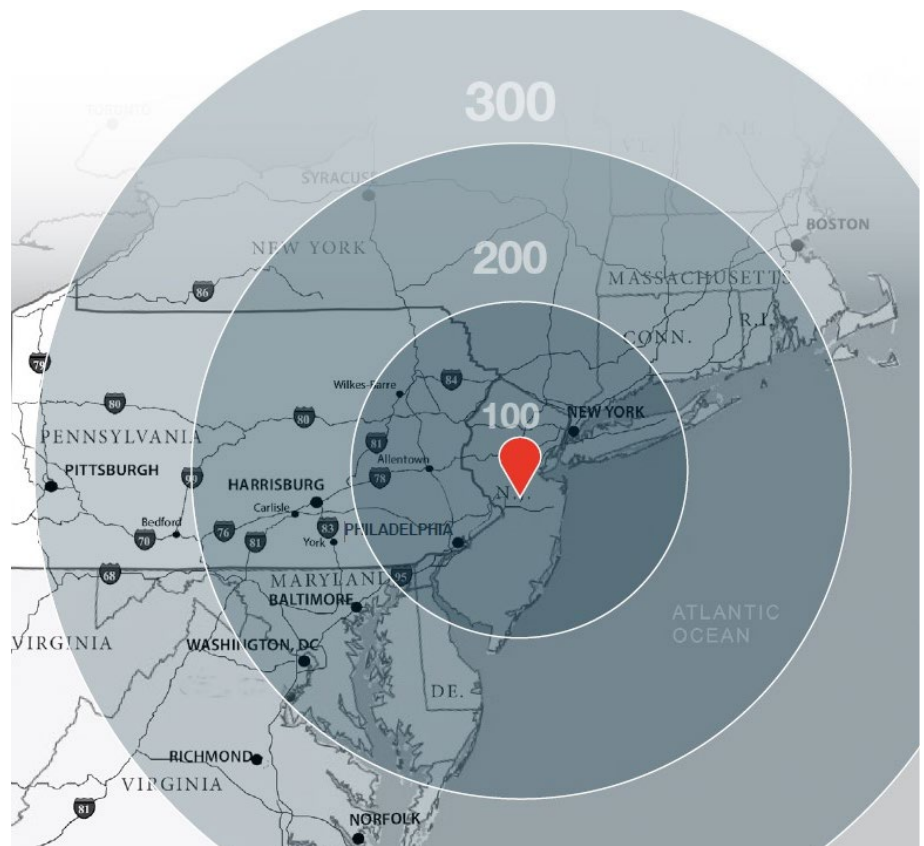 300
TORONTO
VT.
N.H.
SYRACUSE
BOSTON
NEW YORK
200
MASSACHUSETTS
86
CONN.
R.I.
79
84
Wilkes-Barre
80
80
100
NEW YORK
PENNSYLVANIA
81
Allentown
PITTSBURGH
99
78
HARRISBURG
N.J.
Carlisle
Bedford
70
76
81
83
York
PHILADELPHIA
68
MARYLAND
95
BALTIMORE
ATLANTIC
OCEAN
VIRGINIA
WASHINGTON, DC
DE.
RICHMOND
VIRGINIA
81
NORFOLK